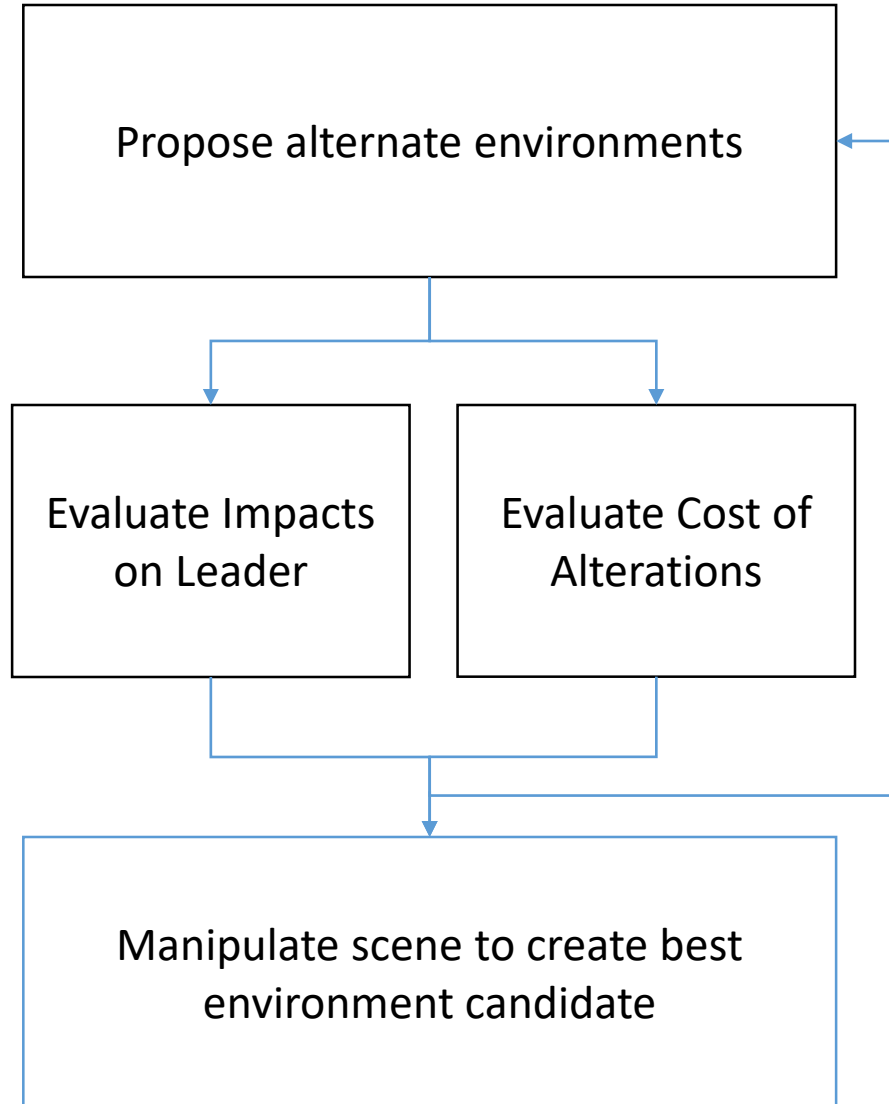 Propose alternate environments
Evaluate Impacts
on Leader
Evaluate Cost of
Alterations
Manipulate scene to create best
environment candidate